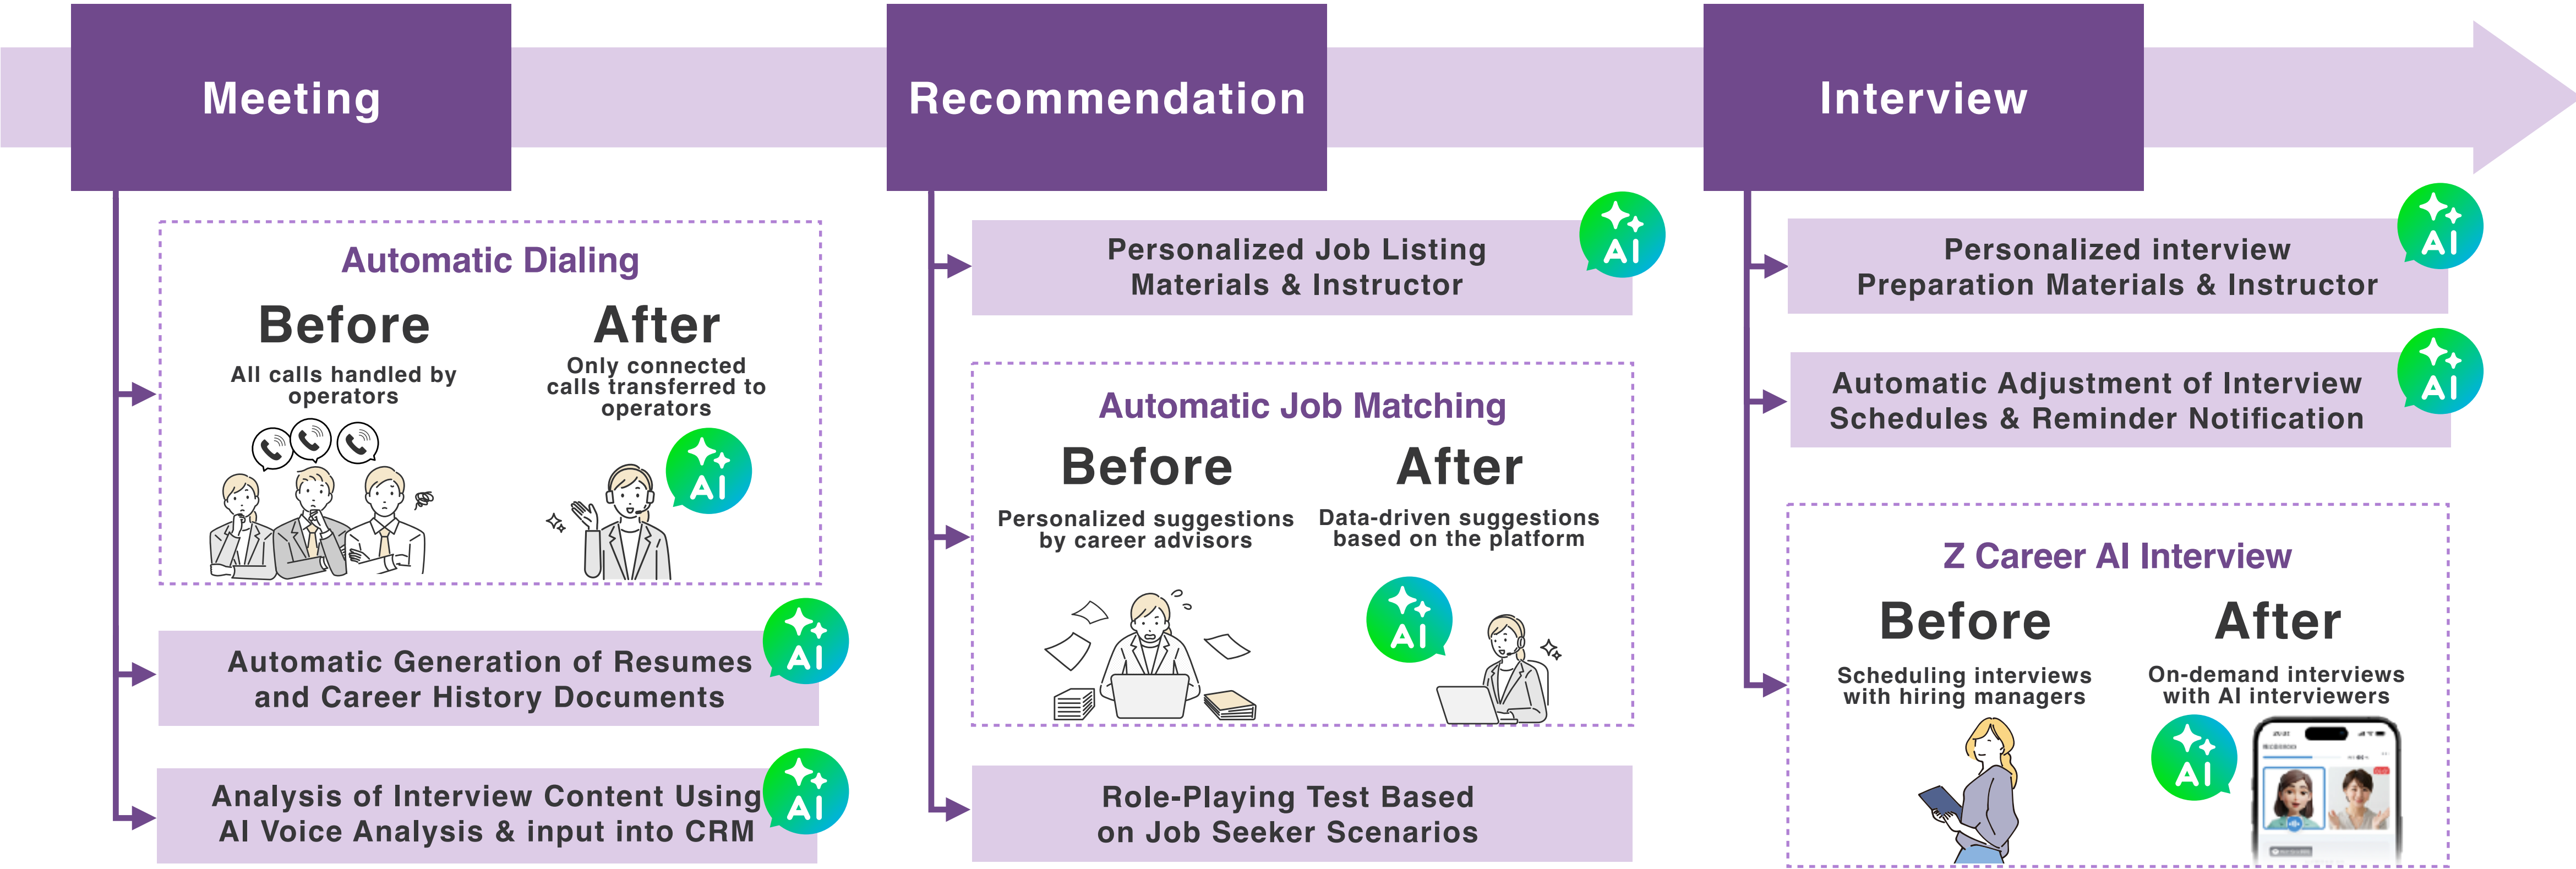 Meeting
Automatic Dialing
Before
All calls handled by
operators
After
Only connected
calls transferred to
operators
AI
Automatic Generation of Resumes
and Career History Documents
AI
Analysis of Interview Content Using
AI Voice Analysis & input into CRM
AI
Recommendation
Personalized Job Listing
Materials & Instructor
AI
Automatic Job Matching
Before
Personalized suggestions
by career advisors
After
Data-driven suggestions
based on the platform
AI
Role-Playing Test Based
on Job Seeker Scenarios
Interview
Personalized interview
Preparation Materials & Instructor
AI
Automatic Adjustment of Interview
Schedules & Reminder Notification
AI
Z Career AI Interview
Before
Scheduling interviews
with hiring managers
After
On-demand interviews
with AI interviewers
AI